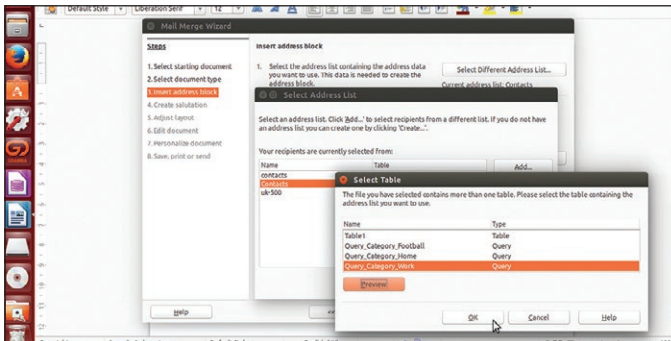 Default Style
Liberation Serif
12
Mail Merge Wizard
Steps
1. Select starting document
2. Select document type
3. Insert address block
4. Create salutation
5. Adjust layout
6. Edit document
7. Personalize document
8. Save, print or send
Insert address block
1. Select the address list containing the address data
you want to use. This data is needed to create the
address block.
Select Different Address List...
Current address list: Contacts
Select Address List
Select an address list. Click 'Add...' to select recipients from a different list. If you do not have
an address list you can create one by clicking 'Create...'.
Your recipients are currently selected from:
Name Table
contacts
Contacts
uk-500
Add...
Select Table
The file you have selected contains more than one table. Please select the table containing the
address list you want to use.
Name Type
Table1 Table
Query_Category_Football Query
Query_Category_Home Query
Query_Category_Work Query
Preview
OK Cancel Help
Help